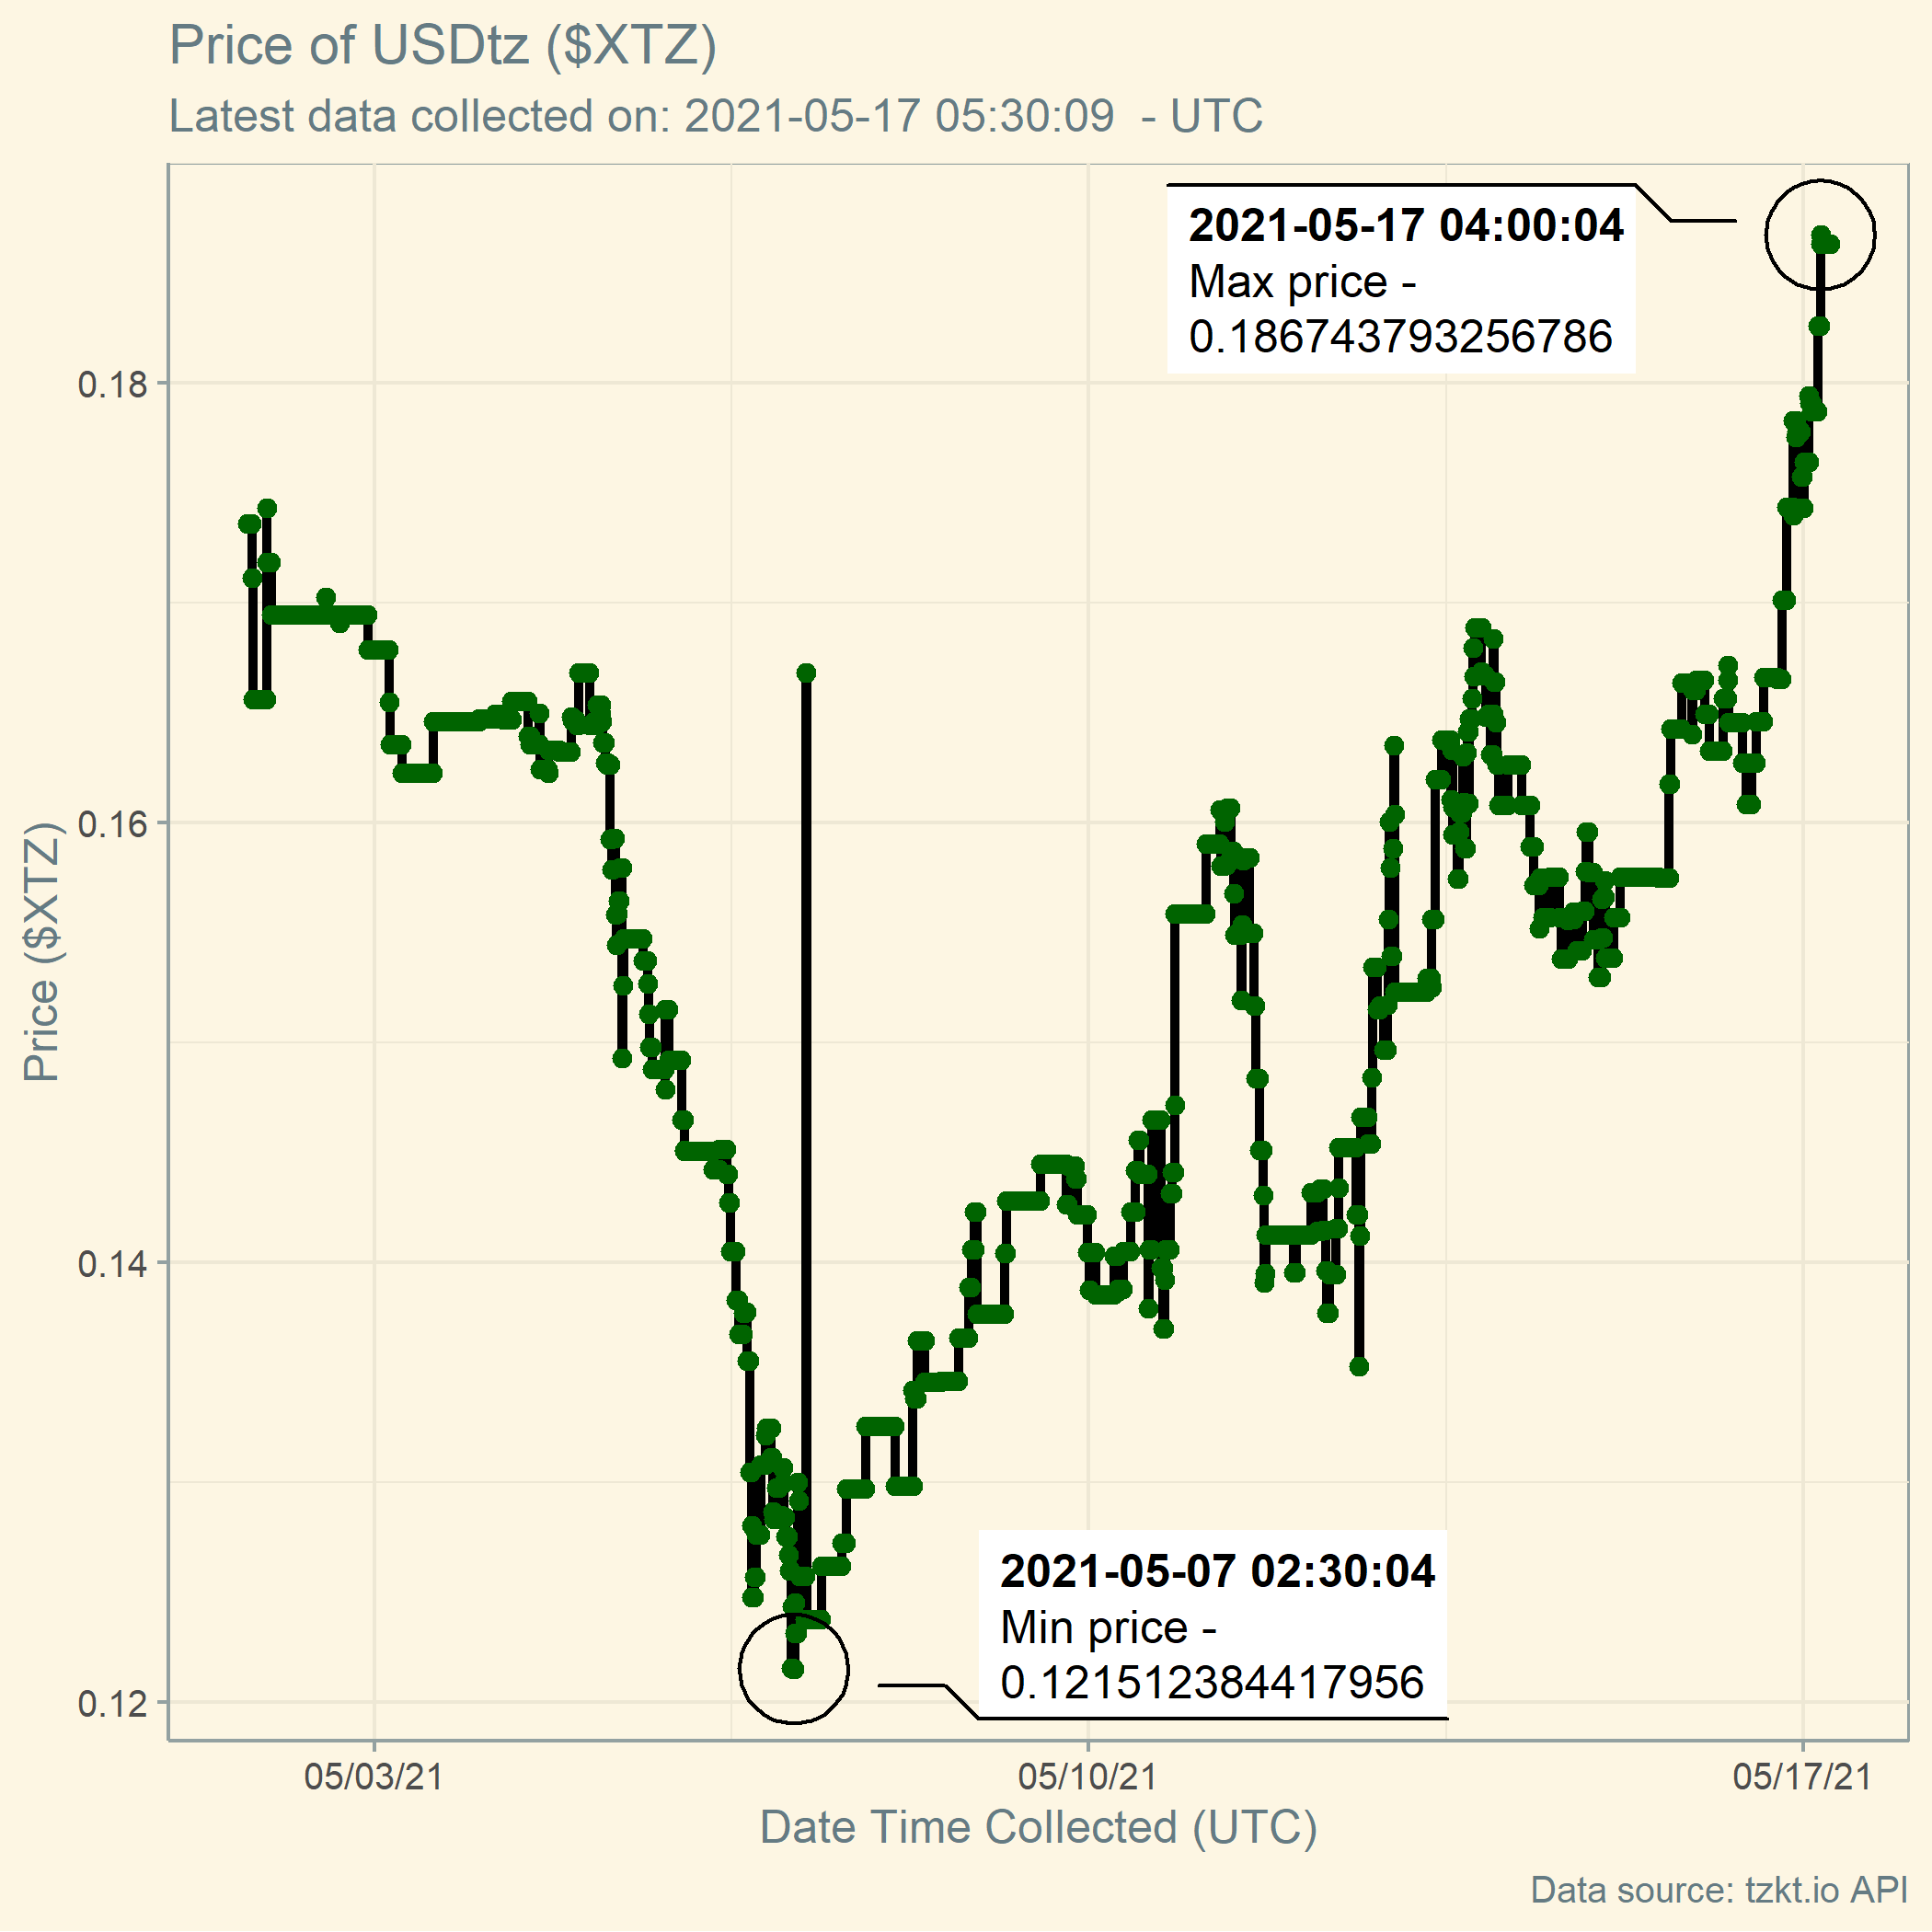 Price of USDtz ($XTZ)
Latest data collected on: 2021-05-17 05:30:09  - UTC
2021-05-17 04:00:04
Max price -
0.186743793256786
0.18
0.16
0.14
0.12
Price ($XTZ)
2021-05-07 02:30:04
Min price -
0.121512384417956
05/03/21
05/10/21
05/17/21
Date Time Collected (UTC)
Data source: tzkt.io API